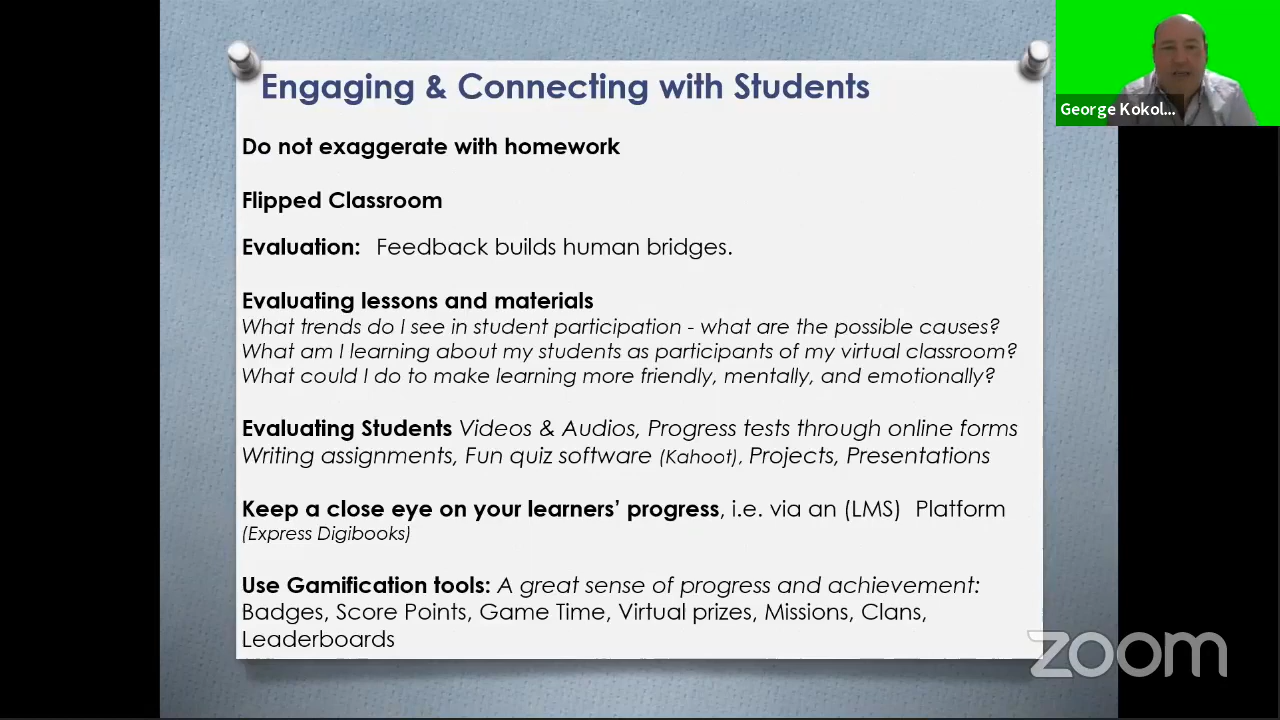 Engaging & Connecting with Students
George Kokol...
Do not exaggerate with homework
Flipped Classroom
Evaluation: Feedback builds human bridges.
Evaluating lessons and materials
What trends do I see in student participation - what are the possible causes?
What am I learning about my students as participants of my virtual classroom?
What could I do to make learning more friendly, mentally, and emotionally?
Evaluating Students Videos & Audios, Progress tests through online forms
Writing assignments, Fun quiz software (Kahoot), Projects, Presentations
Keep a close eye on your learners’ progress, i.e. via an (LMS) Platform
(Express Digibooks)
Use Gamification tools: A great sense of progress and achievement:
Badges, Score Points, Game Time, Virtual prizes, Missions, Clans,
Leaderboards
zoom